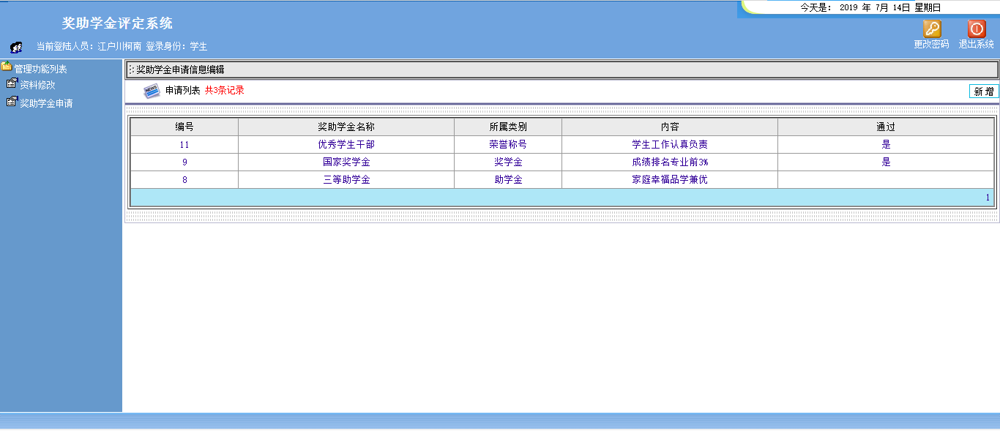 今天是： 2019 年 7月 14日 星期日
奖助学金评定系统
当前登陆人员：江户川柯南 登录身份：学生
更改密码 退出系统
管理功能列表
资料修改
奖助学金申请
奖助学金申请信息编辑
NEWS 申请列表 共3条记录 新 增
编号 奖助学金名称 所属类别 内容 通过
11 优秀学生干部 荣誉称号 学生工作认真负责 是
9 国家奖学金 奖学金 成绩排名专业前3% 是
8 三等助学金 助学金 家庭幸福品学兼优
1